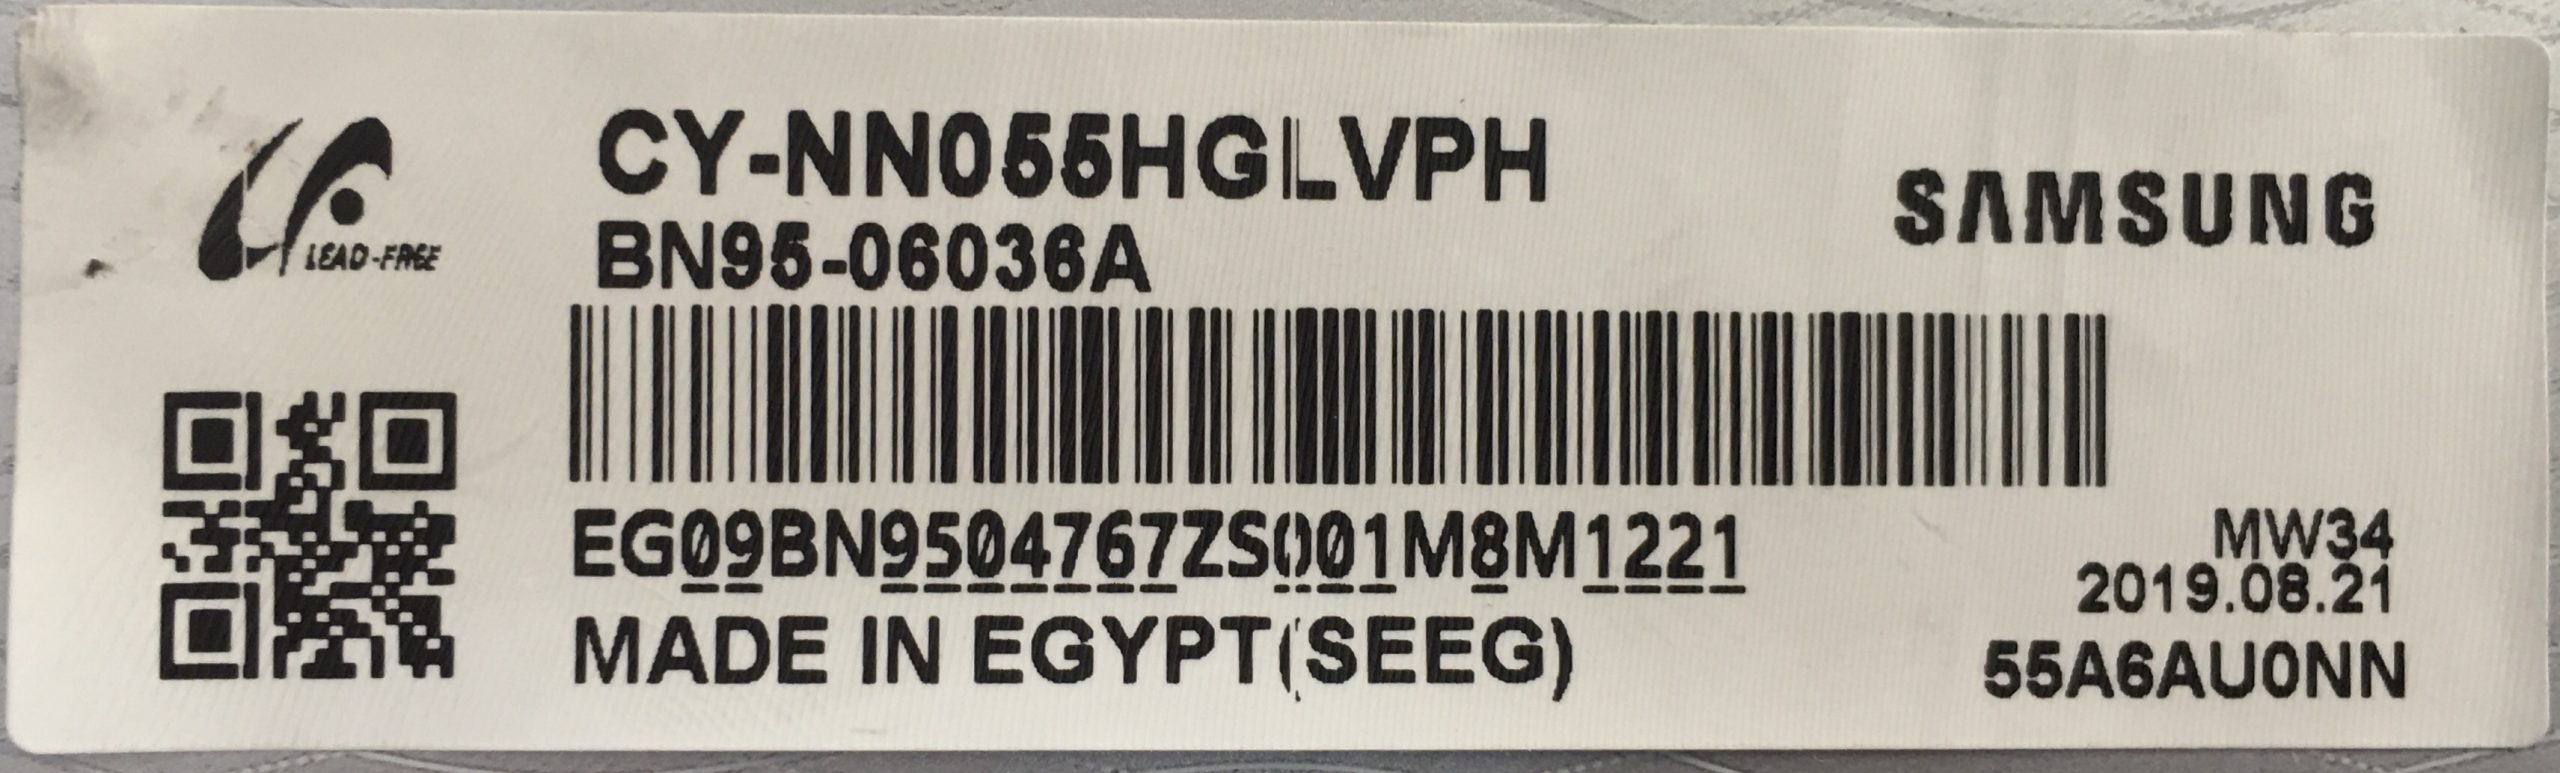 LEAD-FREE
CY-NN055HGLVPH
BN95-06036A
SAMSUNG
EG09BN9504767ZS001M8M1221
MADE IN EGYPT(SEEG)
MW34
2019.08.21
55A6AU0NN